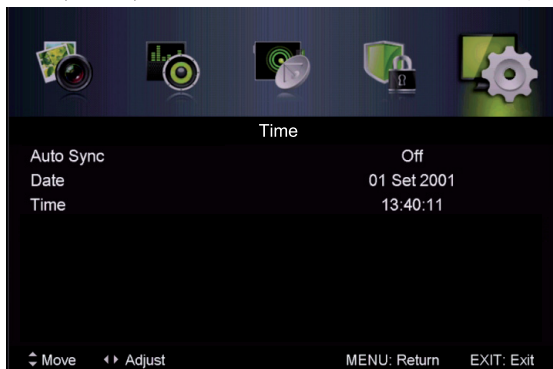 Time
Auto Sync Off
Date 01 Set 2001
Time 13:40:11
Move Adjust MENU: Return EXIT: Exit